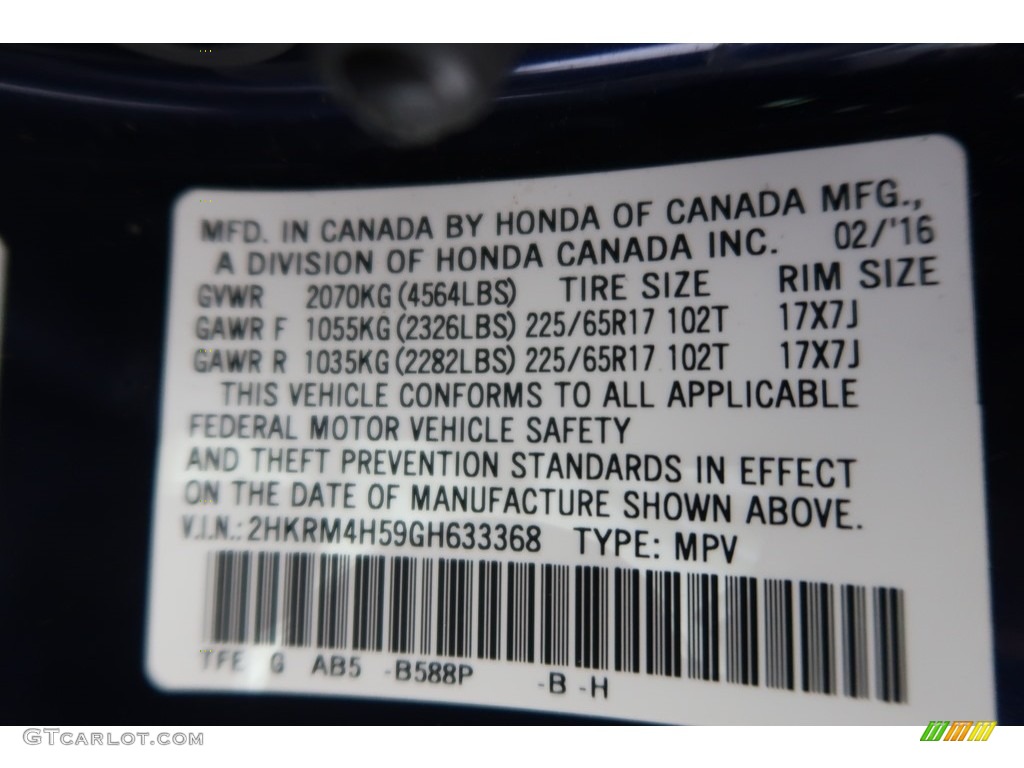 MFD. IN CANADA BY HONDA OF CANADA MFG.,
A DIVISION OF HONDA CANADA INC. 02/'16
GVWR 2070KG (4564LBS) TIRE SIZE RIM SIZE
GAWR F 1055KG (2326LBS) 225/65R17 102T 17X7J
GAWR R 1035KG (2282LBS) 225/65R17 102T 17X7J
THIS VEHICLE CONFORMS TO ALL APPLICABLE
FEDERAL MOTOR VEHICLE SAFETY
AND THEFT PREVENTION STANDARDS IN EFFECT
ON THE DATE OF MANUFACTURE SHOWN ABOVE.
V.I.N.: 2HKRM4H59GH633368 TYPE: MPV
TFE G AB5 -B588P -B -H
GTCARLOT.COM